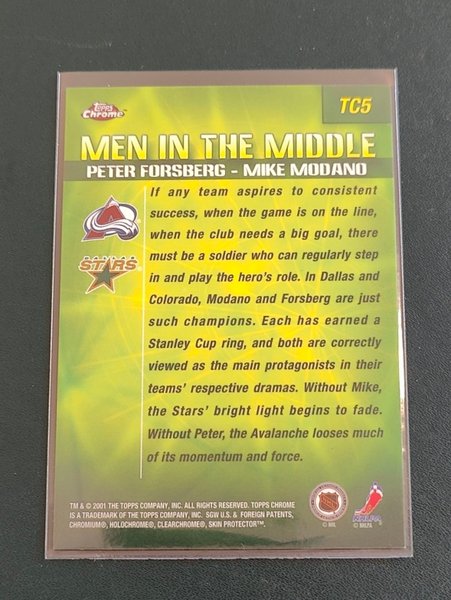 Topps
Chrome
TC5
MEN IN THE MIDDLE
PETER FORSBERG - MIKE MODANO
If any team aspires to consistent
success, when the game is on the line,
when the club needs a big goal, there
must be a soldier who can regularly step
in and play the hero's role. In Dallas and
Colorado, Modano and Forsberg are just
such champions. Each has earned a
Stanley Cup ring, and both are correctly
viewed as the main protagonists in their
teams' respective dramas. Without Mike,
the Stars' bright light begins to fade.
Without Peter, the Avalanche looses much
of its momentum and force.
DALLAS
STARS
TM & © 2001 THE TOPPS COMPANY, INC. ALL RIGHTS RESERVED. TOPPS CHROME
IS A TRADEMARK OF THE TOPPS COMPANY, INC. SGW U.S. & FOREIGN PATENTS,
CHROMIUM®, HOLOCHROME®, CLEARCHROME®, SKIN PROTECTOR™.
© NHL
NHLPA
© NHLPA